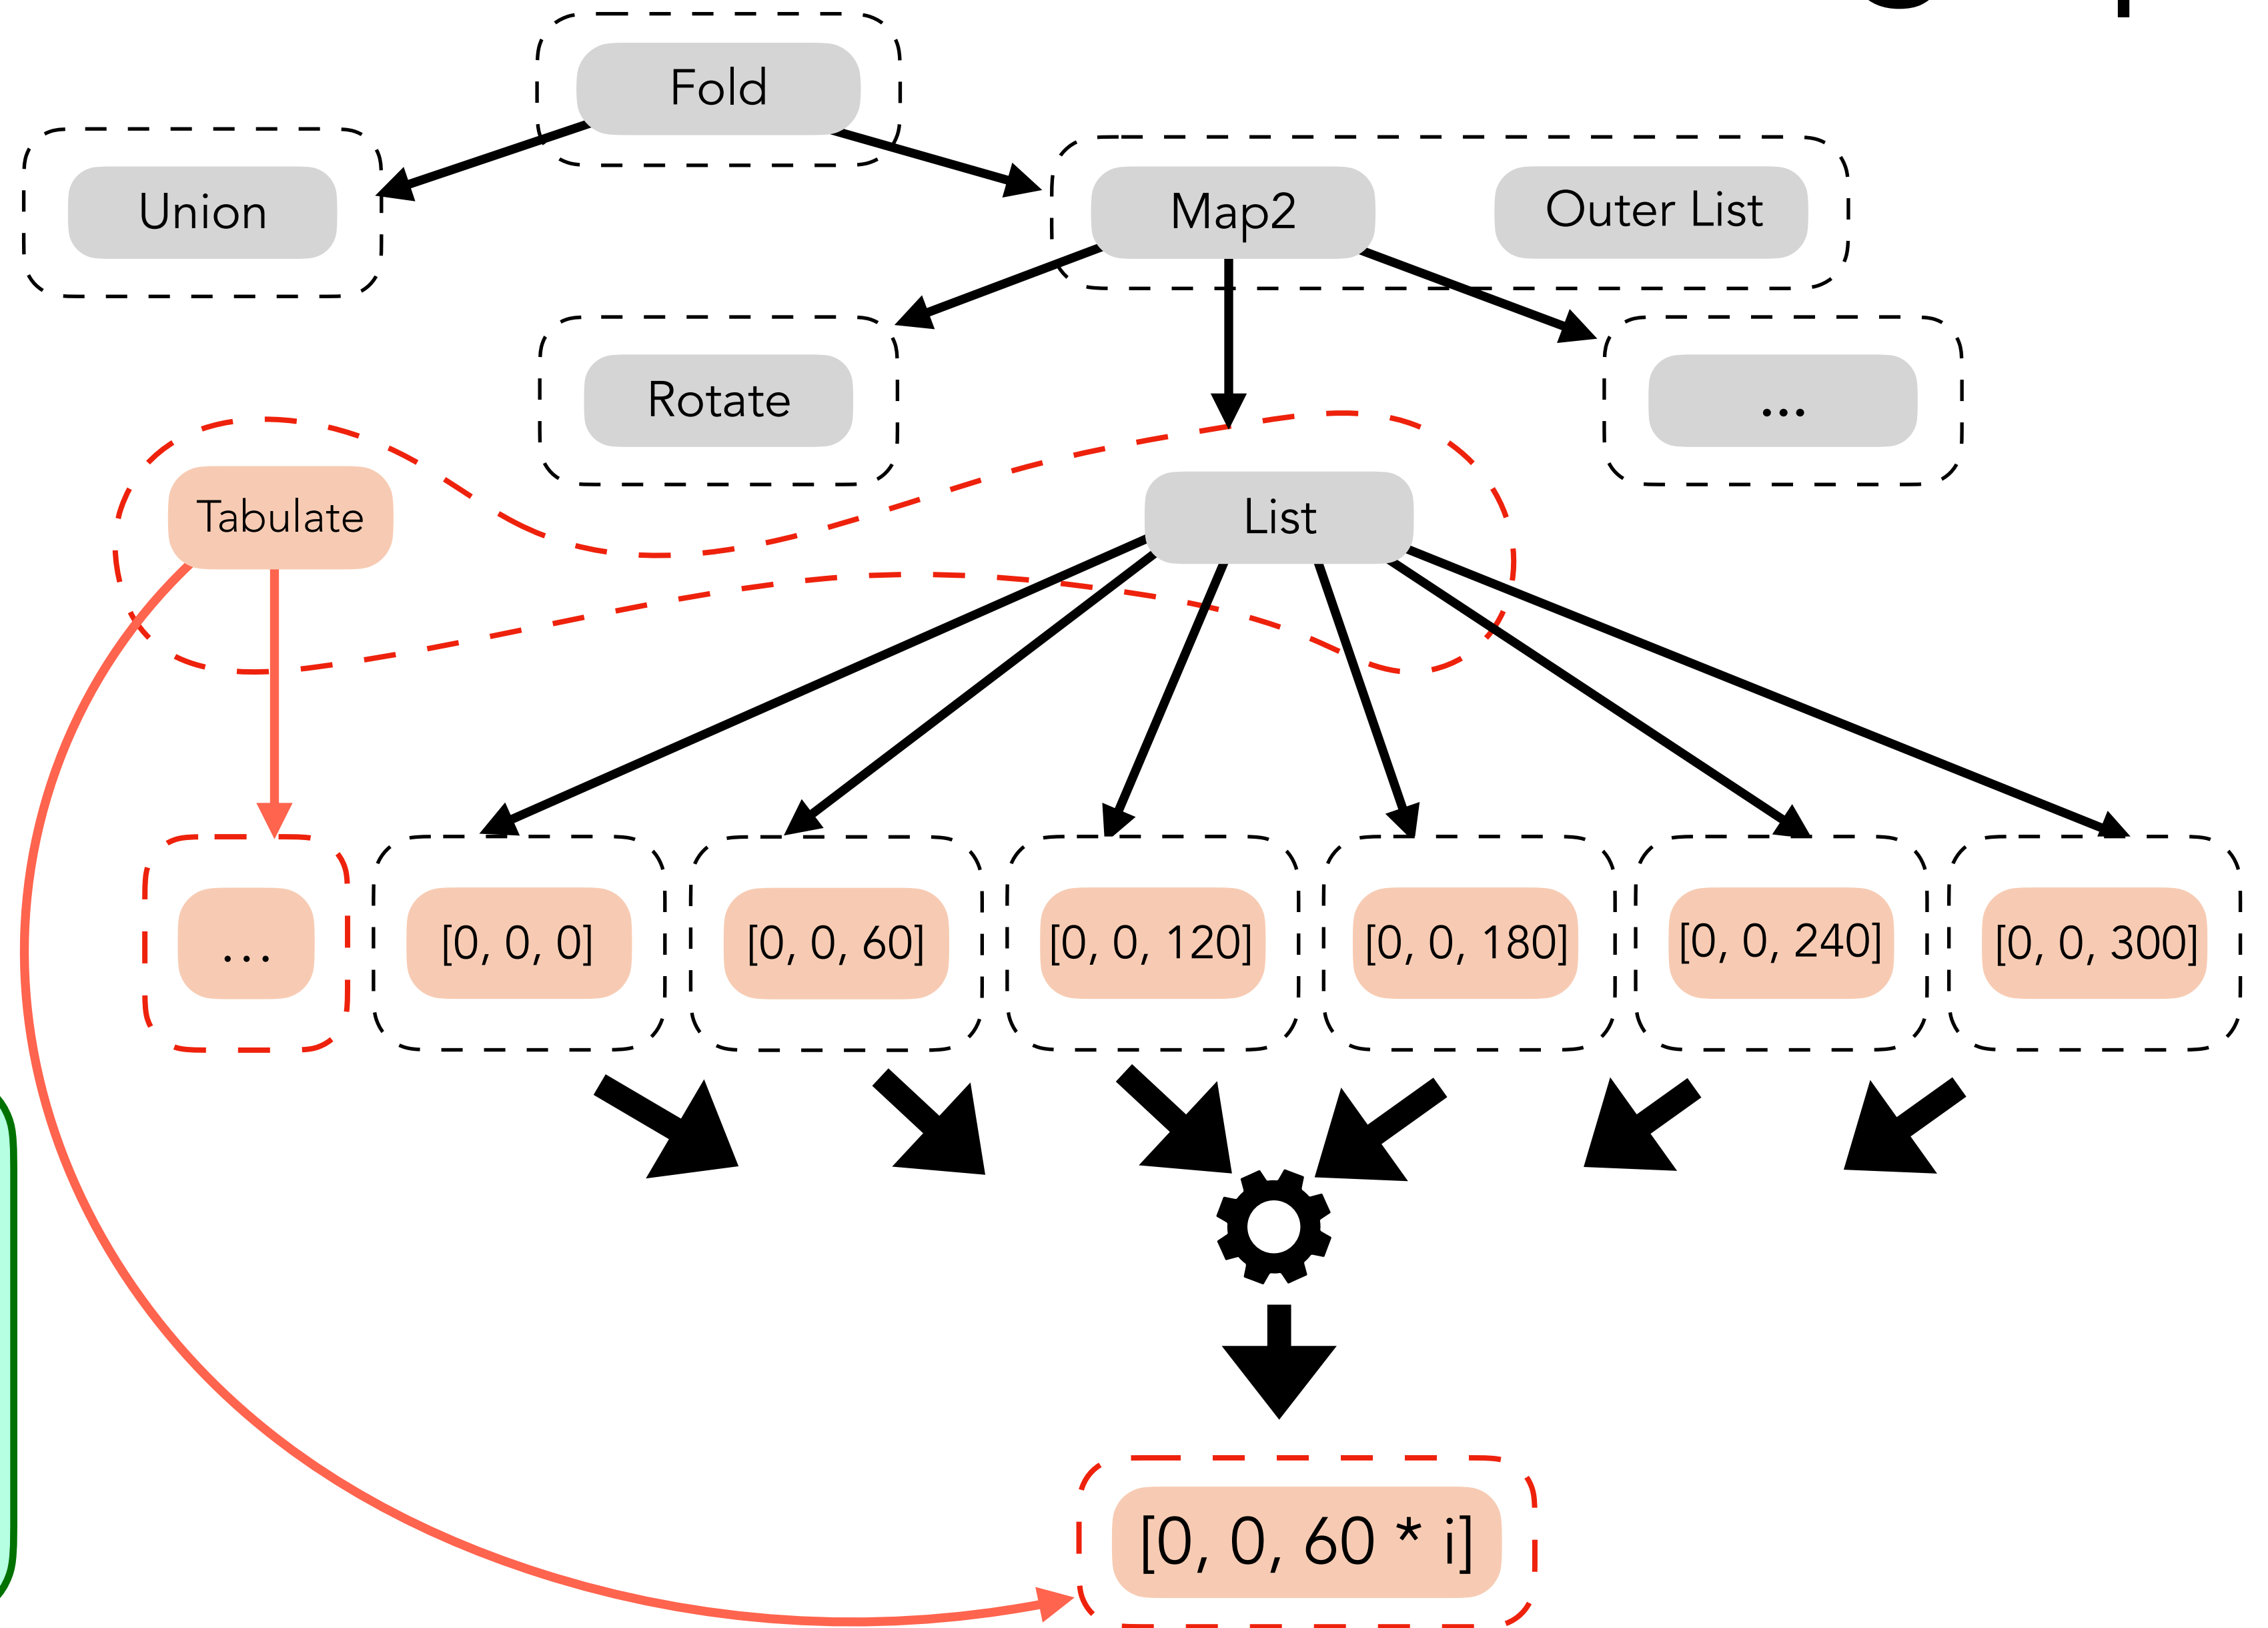 Fold
Union
Map2
Outer List
Rotate
...
Tabulate
List
...
[0, 0, 0]
[0, 0, 60]
[0, 0, 120]
[0, 0, 180]
[0, 0, 240]
[0, 0, 300]
[0, 0, 60 * i]